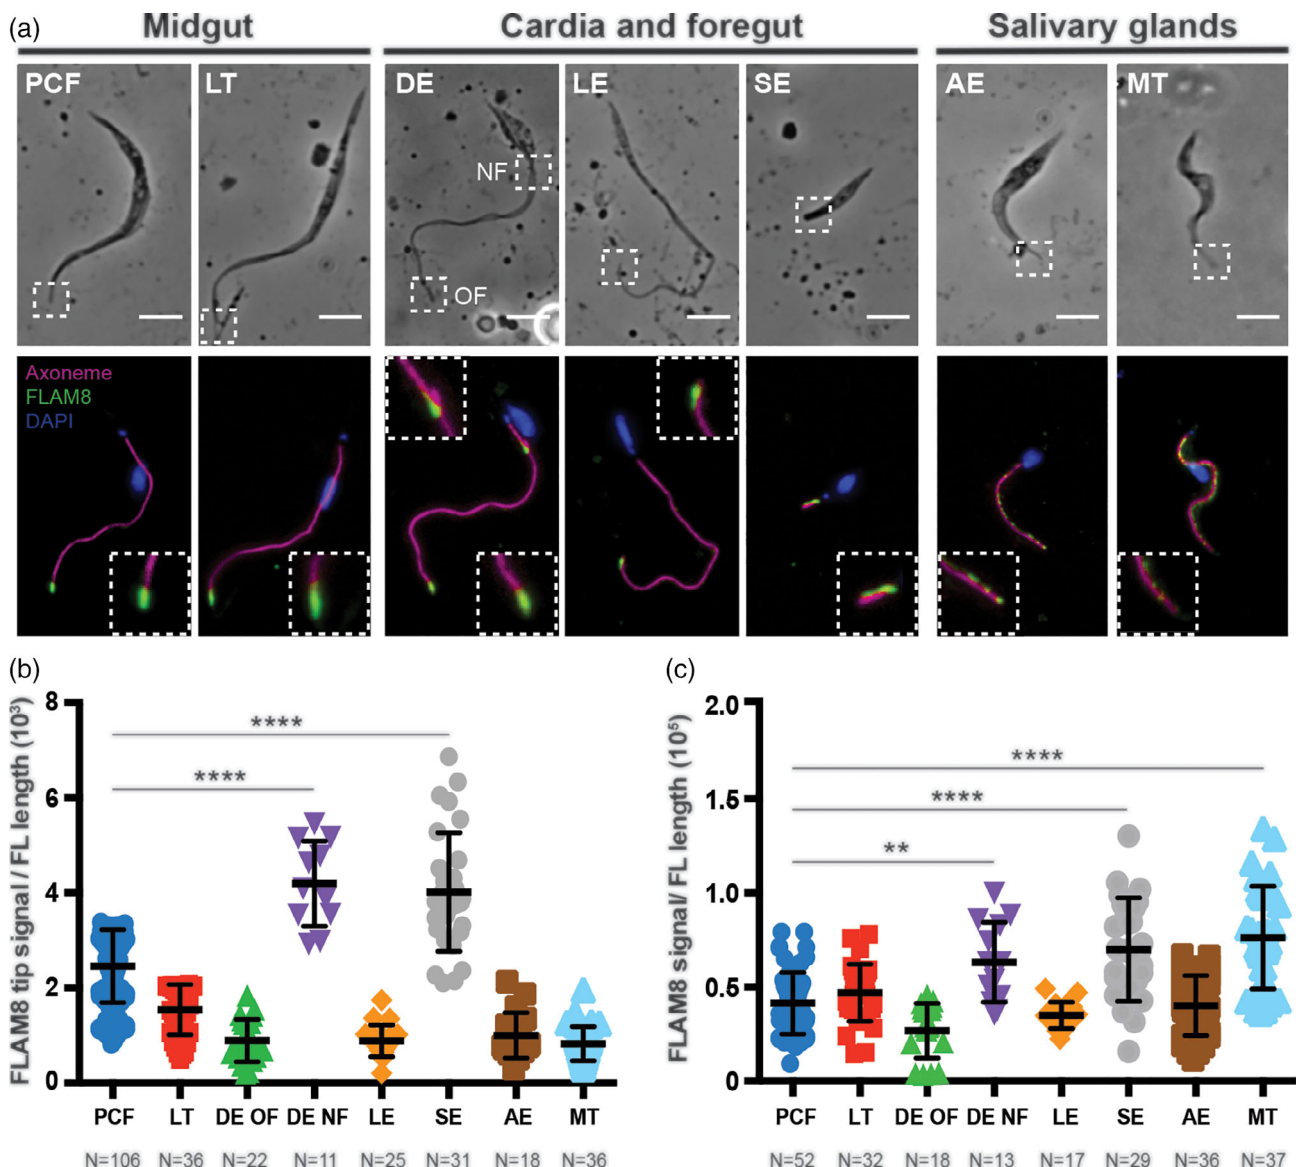 (a)
Midgut
Cardia and foregut
Salivary glands
PCF
LT
DE
LE
SE
AE
MT
NF
OF
Axoneme
FLAM8
DAPI
(b)
FLAM8 tip signal / FL length (10³)
8
6
4
2
0
****
****
PCF LT DE OF DE NF LE SE AE MT
N=106 N=36 N=22 N=11 N=25 N=31 N=18 N=36
(c)
FLAM8 signal/ FL length (10⁵)
2.0
1.5
1.0
0.5
0
****
****
**
PCF LT DE OF DE NF LE SE AE MT
N=52 N=32 N=18 N=13 N=17 N=29 N=36 N=37